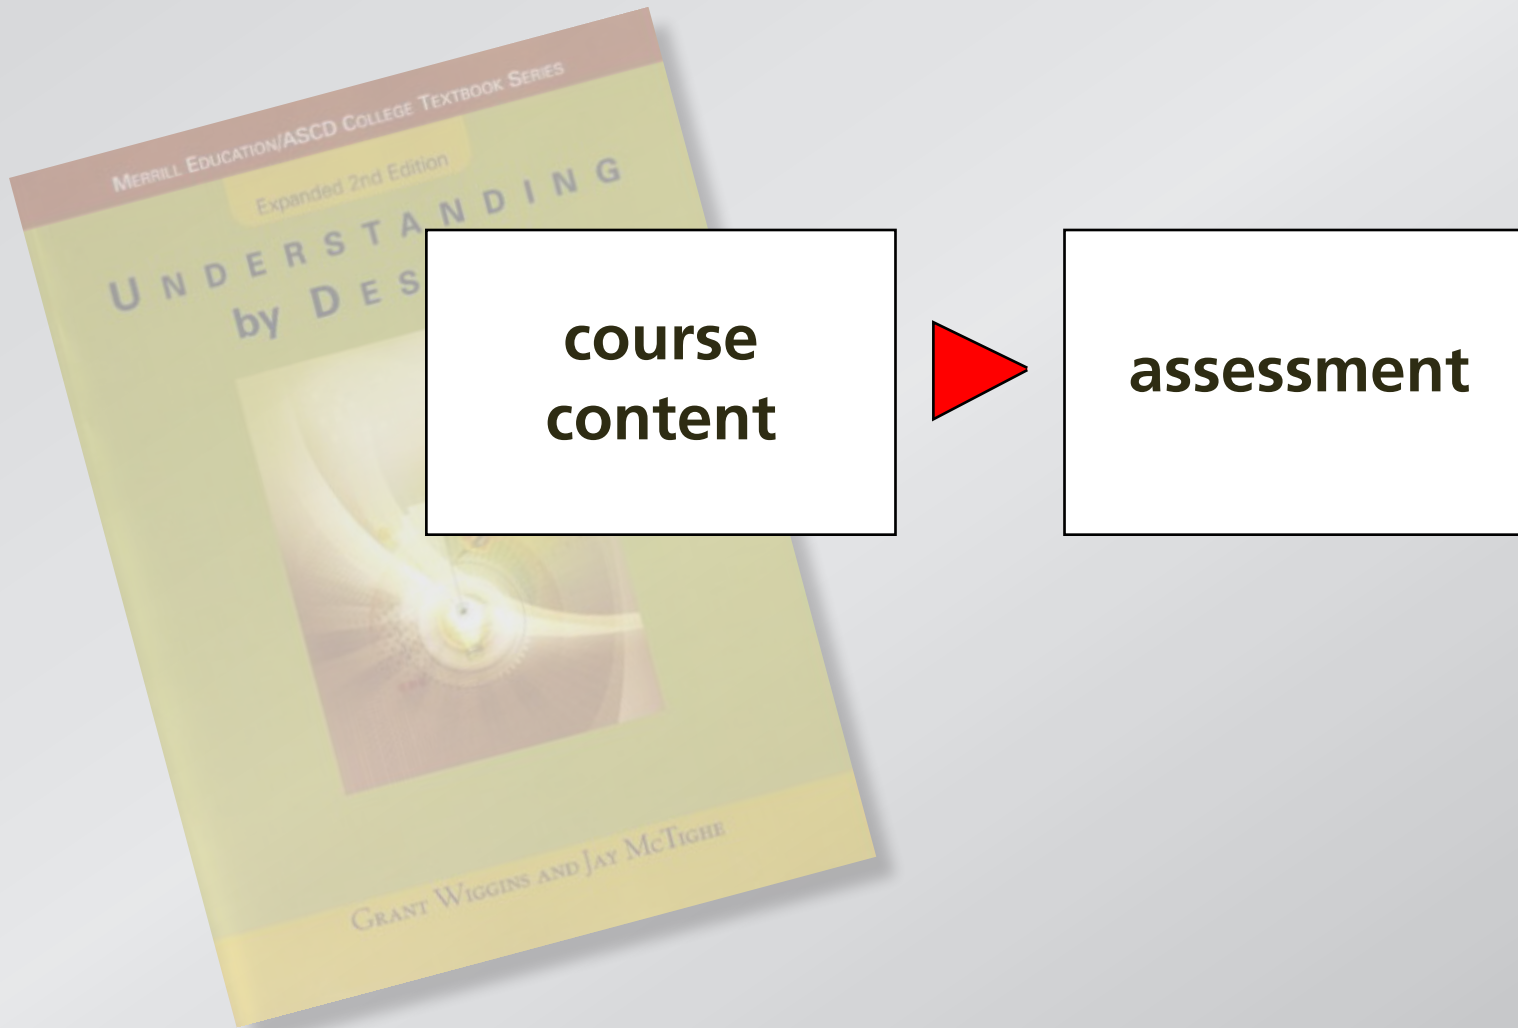 MERRILL EDUCATION/ASCD COLLEGE TEXTBOOK SERIES
Expanded 2nd Edition
UNDERSTANDING
by DES
GRANT WIGGINS AND JAY MCTIGHE
course
content
assessment